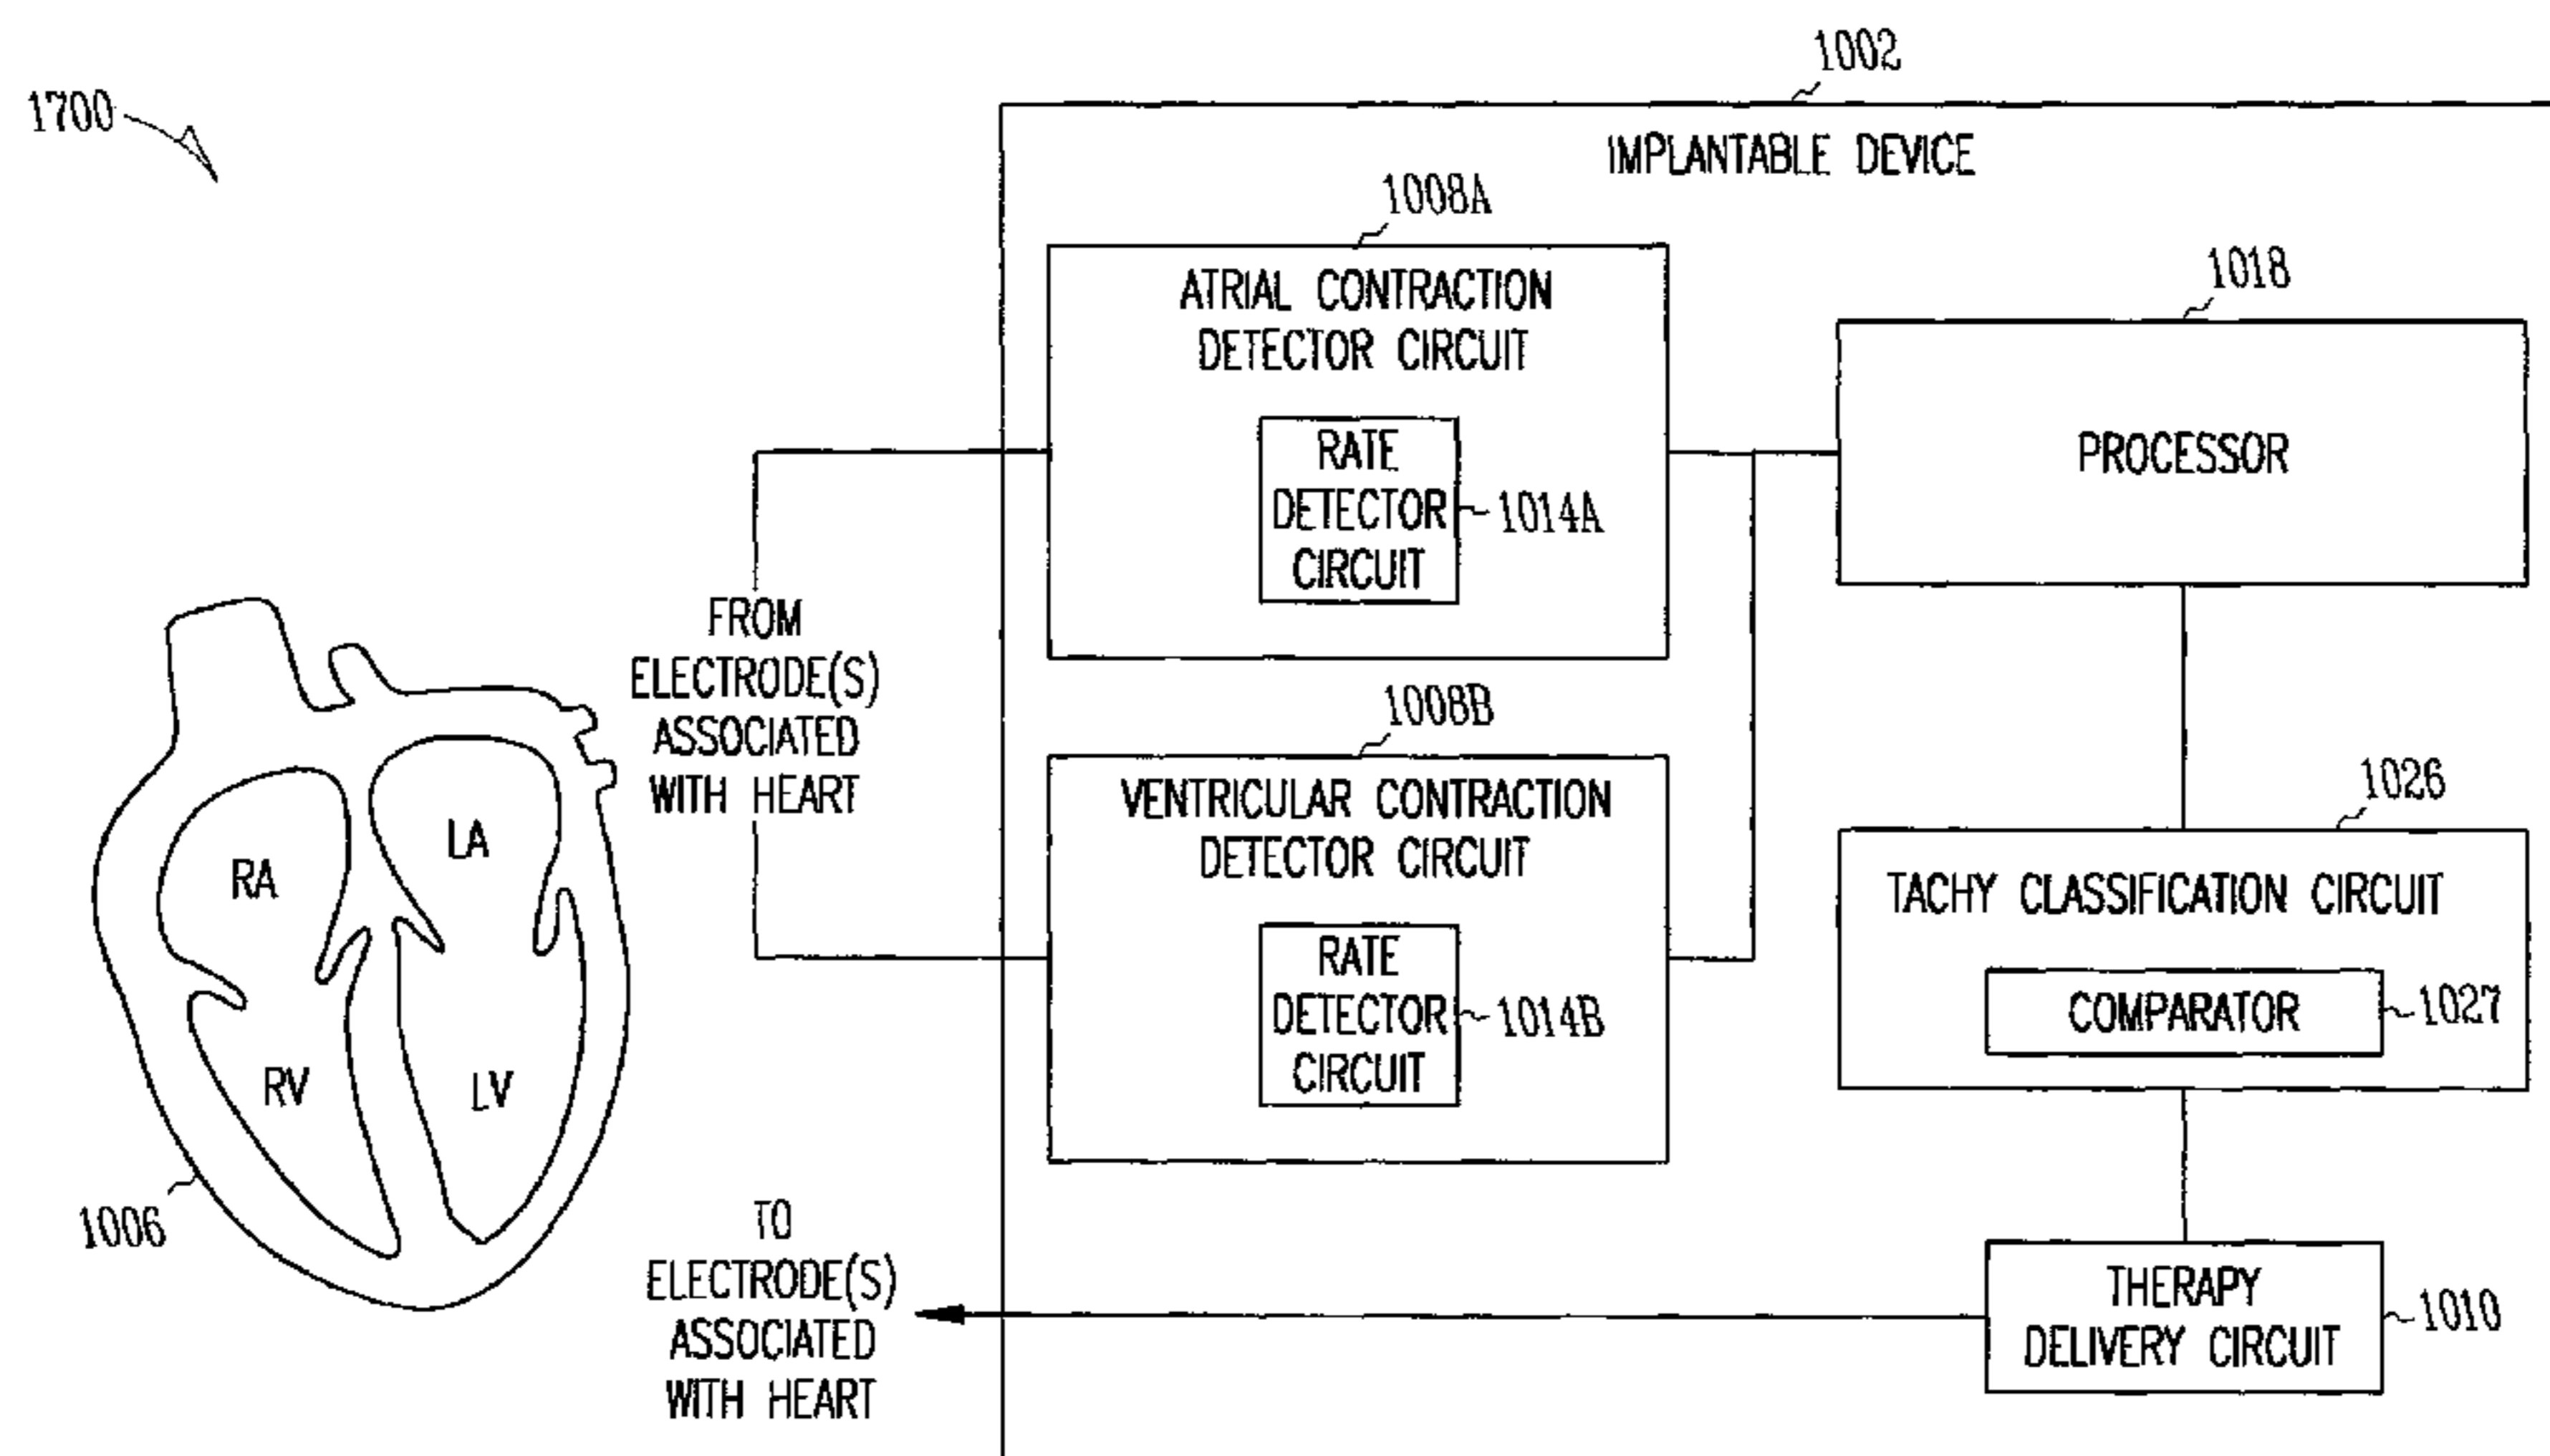 1700
1002
IMPLANTABLE DEVICE
1008A
ATRIAL CONTRACTION
DETECTOR CIRCUIT
RATE
DETECTOR
CIRCUIT
1014A
1018
PROCESSOR
FROM
ELECTRODE(S)
ASSOCIATED
WITH HEART
1008B
VENTRICULAR CONTRACTION
DETECTOR CIRCUIT
RATE
DETECTOR
CIRCUIT
1014B
1026
TACHY CLASSIFICATION CIRCUIT
COMPARATOR
1027
RA
LA
RV
LV
1006
TO
ELECTRODE(S)
ASSOCIATED
WITH HEART
THERAPY
DELIVERY CIRCUIT
1010